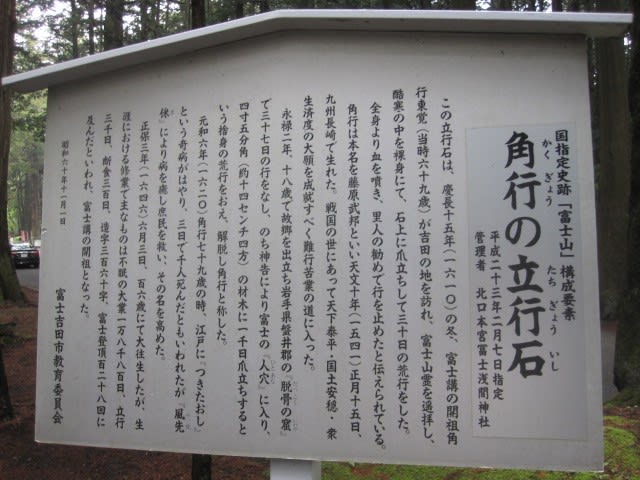 国指定史跡「富士山」構成要素
かく ぎょう たち ぎょう いし
角行の立行石
平成二十三年二月七日指定
管理者 北口本宮冨士浅間神社
この立行石は、慶長十五年（一六一〇）の冬、富士講の開祖角
行東覚（当時六十九歳）が吉田の地を訪れ、富士山霊を遥拝し、
酷寒の中を裸身にて、石上に爪立ちして三十日の荒行をした。
全身より血を噴き、里人の勧めで行を止めたと伝えられている。
角行は本名を藤原武邦といい天文十年（一五四一）正月十五日、
九州長崎で生れた。戦国の世にあって天下泰平・国土安穏・衆
生済度の大願を成就すべく難行苦業の道に入った。
永禄二年、十八歳で故郷を出立ち岩手県盤井郡の『脱骨の窟』
で三十七日の行をなし、のち神告により富士の『人穴』に入り、
四寸五分角（約十四センチ四方）の材木に一千日爪立ちすると
いう捨身の荒行をおえ、解脱し角行と称した。
元和六年（一六二〇）角行七十九歳の時、江戸に『つきたおし』
という奇病がはやり、三日で千人死んだともいわれたが『風先
侎』により病を癒し庶民を救い、その名を高めた。
正保三年（一六四六）六月三日、百六歳にて大往生したが、生
涯における修業で主なものは不眠の大業一万八千八百日、立行
三千日、断食三百日、造字三百六十字、富士登頂百二十八回に
及んだといわれ、富士講の開祖となった。
昭和六十年十一月一日
富士吉田市教育委員会